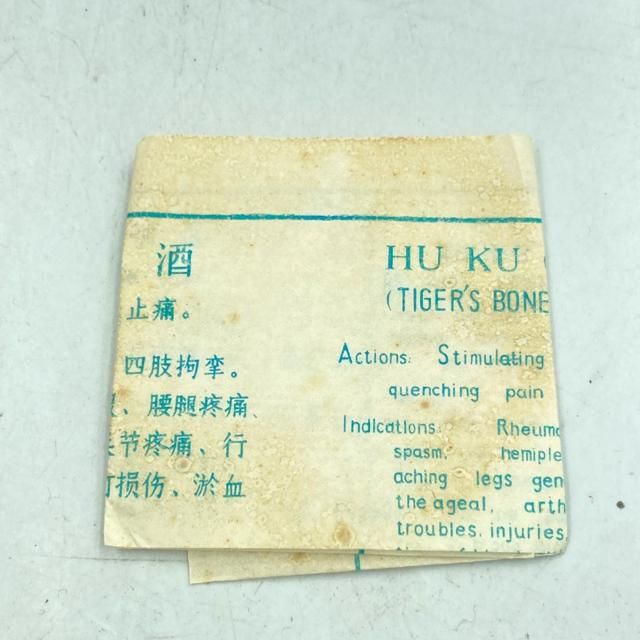 酒
止痛。
四肢拘挛。
、腰腿疼痛、
节疼痛、行
损伤、淤血
HU KU
(TIGER'S BONE
Actions: Stimulating
quenching pain
Indications: Rheuma
spasm. hemiple
aching legs gen
the ageal, arth
troubles. injuries,